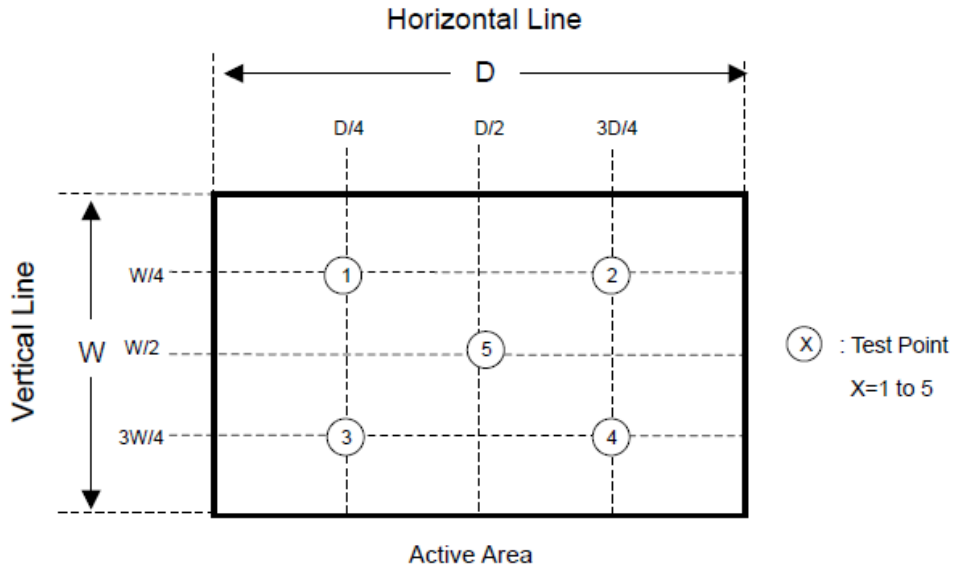 Horizontal Line
D
D/4 D/2 3D/4
Vertical Line
W
W/4
1 2
W/2
5
X : Test Point
X=1 to 5
3W/4
3 4
Active Area